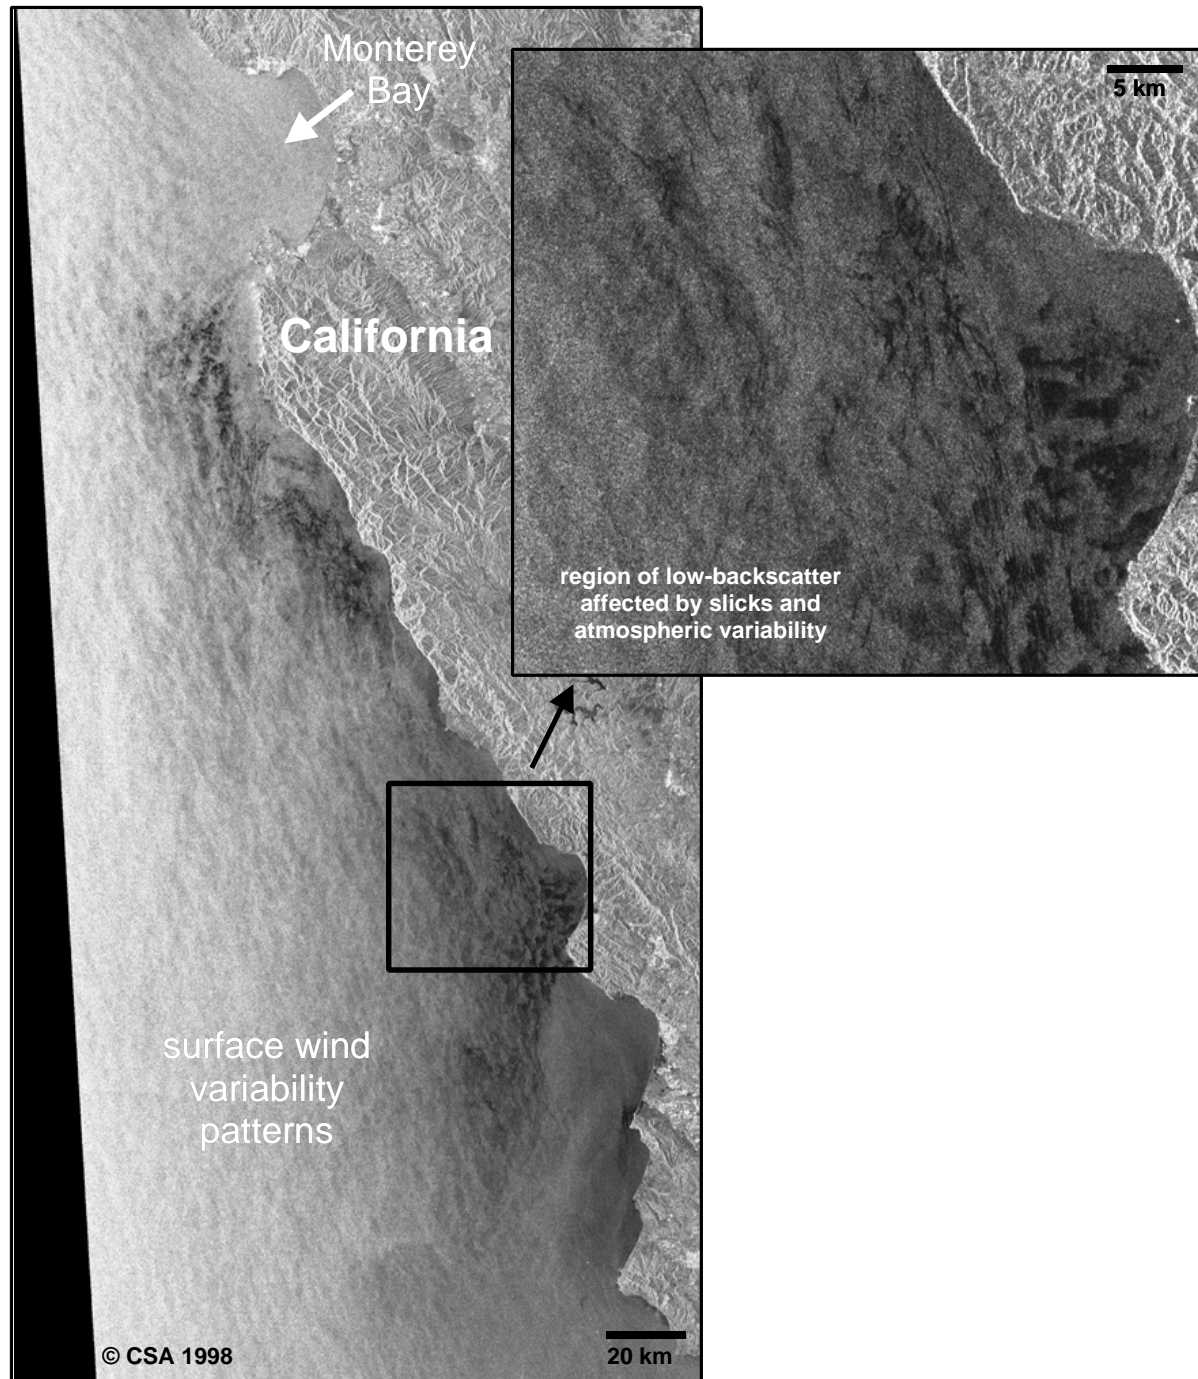 Monterey
Bay
California
surface wind
variability
patterns
© CSA 1998
20 km
5 km
region of low-backscatter
affected by slicks and
atmospheric variability